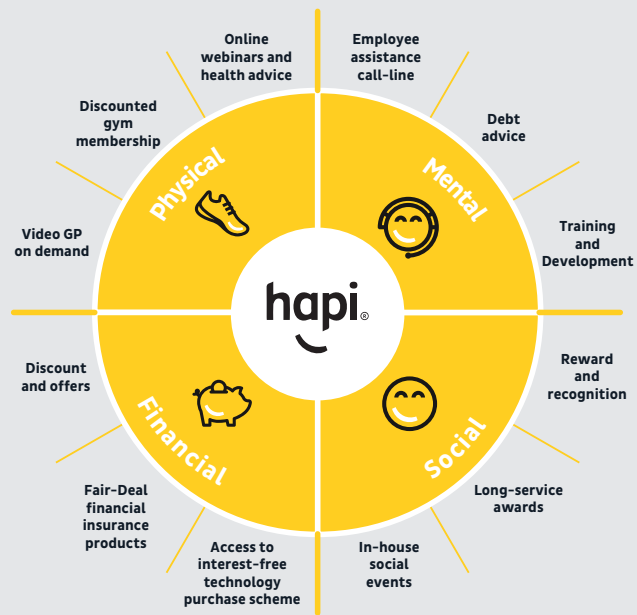 Online
webinars and
health advice
Employee
assistance
call-line
Discounted
gym
membership
Debt
advice
Physical
Mental
Video GP
on demand
Training
and
Development
hapi®
Discount
and offers
Reward
and
recognition
Financial
Social
Fair-Deal
financial
insurance
products
Long-service
awards
Access to
interest-free
technology
purchase scheme
In-house
social
events